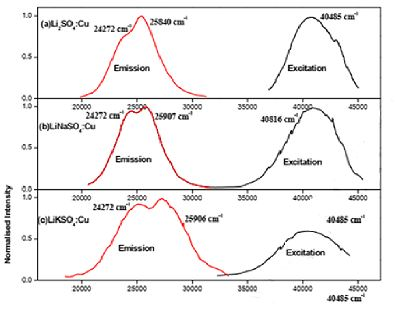 (a)Li2SO4:Cu
24272 cm-1
25840 cm-1
40485 cm-1
1.0
0.5
Emission
Excitation
20000 25000 30000 35000 40000 45000
1.0
(b)LiNaSO4:Cu
24272 cm-1
25907 cm-1
40816 cm-1
0.5
Emission
Excitation
20000 25000 30000 35000 40000 45000
1.0
(c)LiKSO4:Cu
24272 cm-1
25906 cm-1
40485 cm-1
0.5
Emission
Excitation
0.0
20000 25000 30000 35000 40000 45000
40485 cm-1
Normalised Intensity